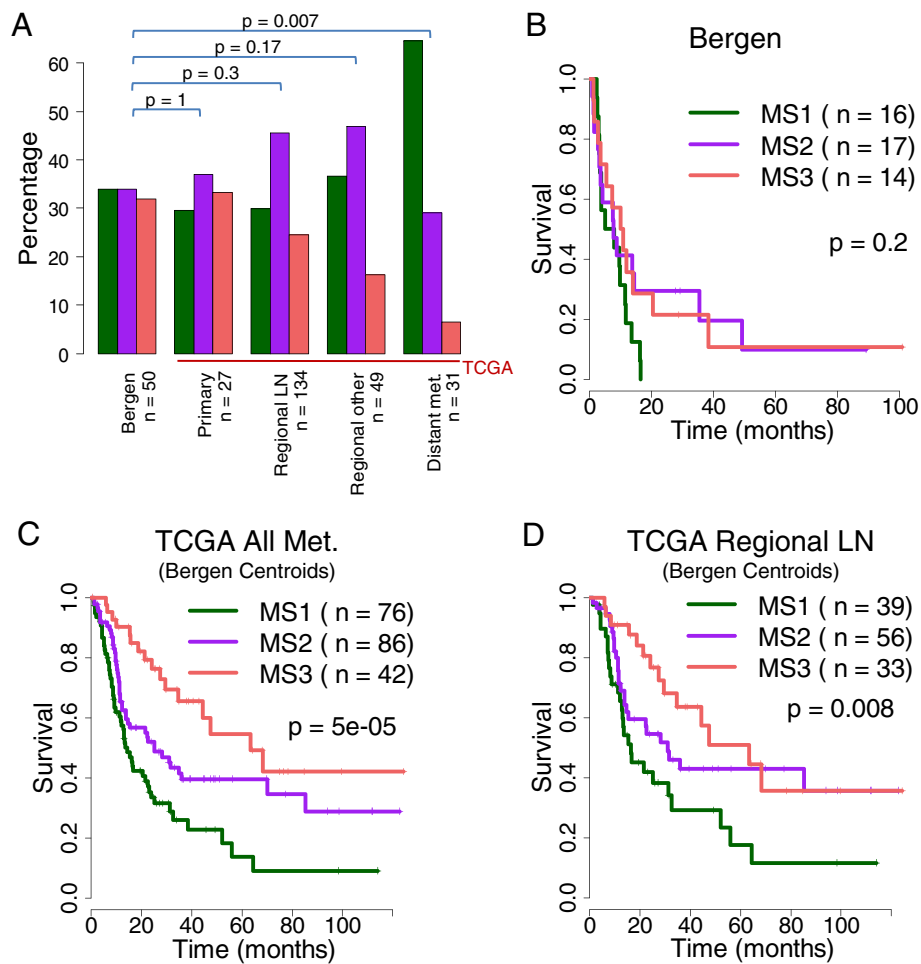 A
p = 0.007
p = 0.17
p = 0.3
p = 1
Percentage
60
50
40
30
20
10
0
Bergen
n = 50
Primary
n = 27
Regional LN
n = 134
Regional other
n = 49
Distant met.
n = 31
TCGA
B
Bergen
MS1 ( n = 16)
MS2 ( n = 17)
MS3 ( n = 14)
p = 0.2
Survival
1.0
0.8
0.6
0.4
0.2
0.0
0 20 40 60 80 100
Time (months)
C
TCGA All Met.
(Bergen Centroids)
MS1 ( n = 76)
MS2 ( n = 86)
MS3 ( n = 42)
p = 5e-05
Survival
1.0
0.8
0.6
0.4
0.2
0.0
0 20 40 60 80 100
Time (months)
D
TCGA Regional LN
(Bergen Centroids)
MS1 ( n = 39)
MS2 ( n = 56)
MS3 ( n = 33)
p = 0.008
Survival
1.0
0.8
0.6
0.4
0.2
0.0
0 20 40 60 80 100
Time (months)